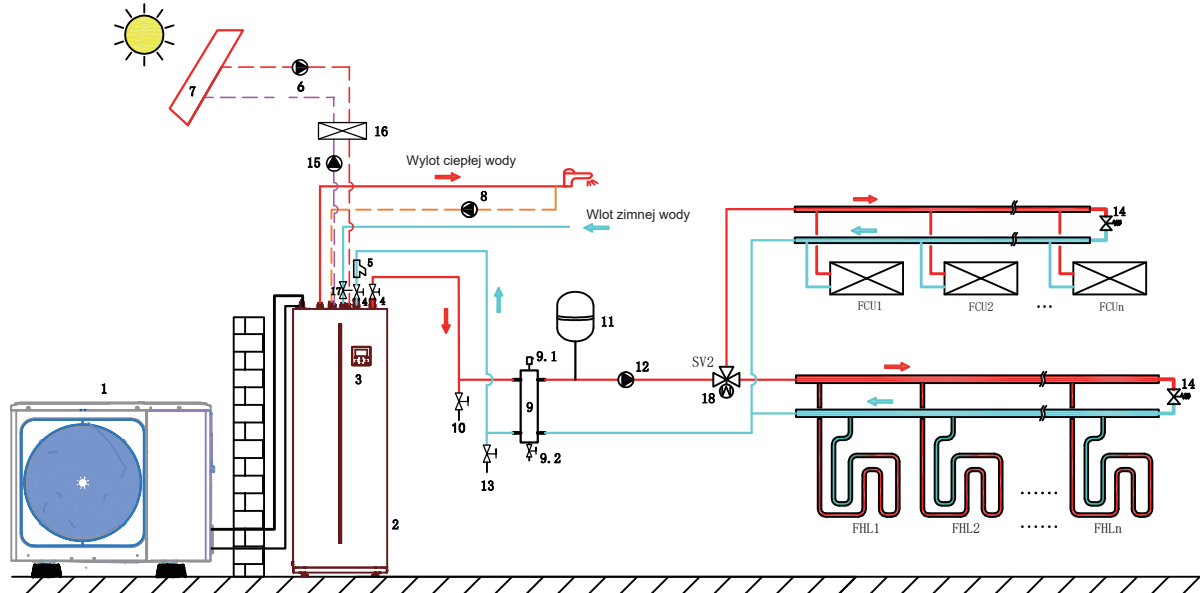 7
6
16
15
Wylot ciepłej wody
8
Wlot zimnej wody
14
5
17
4
4
FCU1
FCU2
...
FCUn
11
9.1
SV2
12
3
18
14
1
9
10
9.2
13
2
FHL1
FHL2
......
......
FHLn